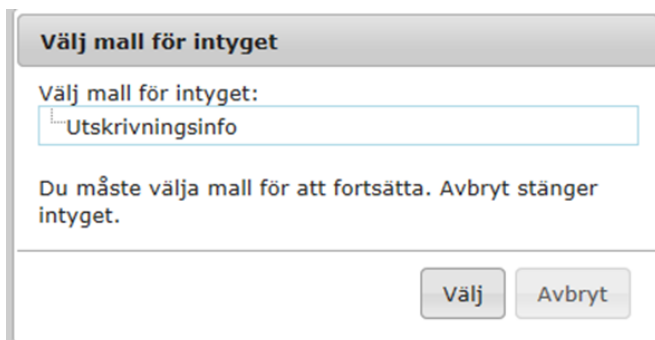 Välj mall för intyget
Välj mall för intyget:
Utskrivningsinfo
Du måste välja mall för att fortsätta. Avbryt stänger
intyget.
Välj Avbryt